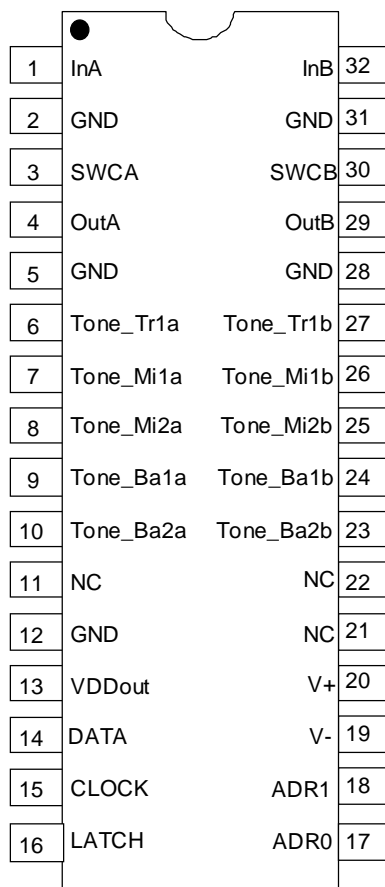 1 InA InB 32
2 GND GND 31
3 SWCA SWCB 30
4 OutA OutB 29
5 GND GND 28
6 Tone_Tr1a Tone_Tr1b 27
7 Tone_Mi1a Tone_Mi1b 26
8 Tone_Mi2a Tone_Mi2b 25
9 Tone_Ba1a Tone_Ba1b 24
10 Tone_Ba2a Tone_Ba2b 23
11 NC NC 22
12 GND NC 21
13 VDDout V+ 20
14 DATA V- 19
15 CLOCK ADR1 18
16 LATCH ADR0 17